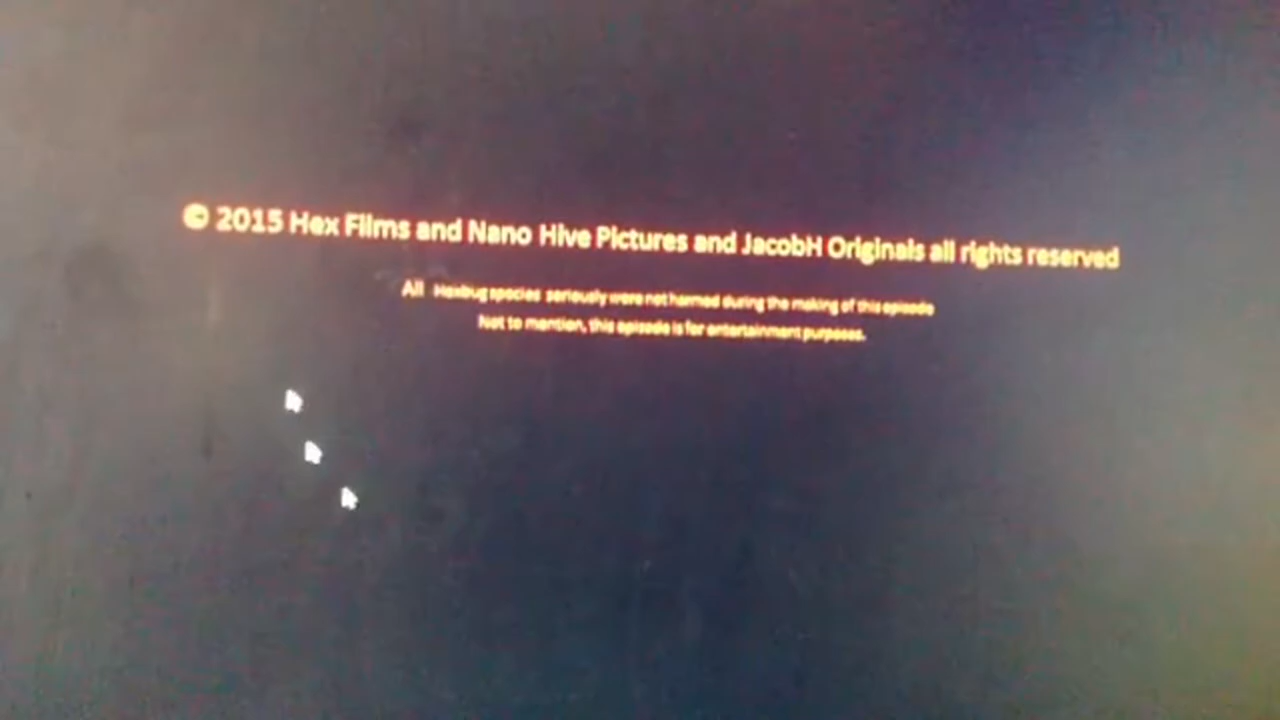 © 2015 Hex Films and Nano Hive Pictures and JacobH Originals all rights reserved
All Hexbug species seriously were not harmed during the making of this episode
Not to mention, this episode is for entertainment purposes.